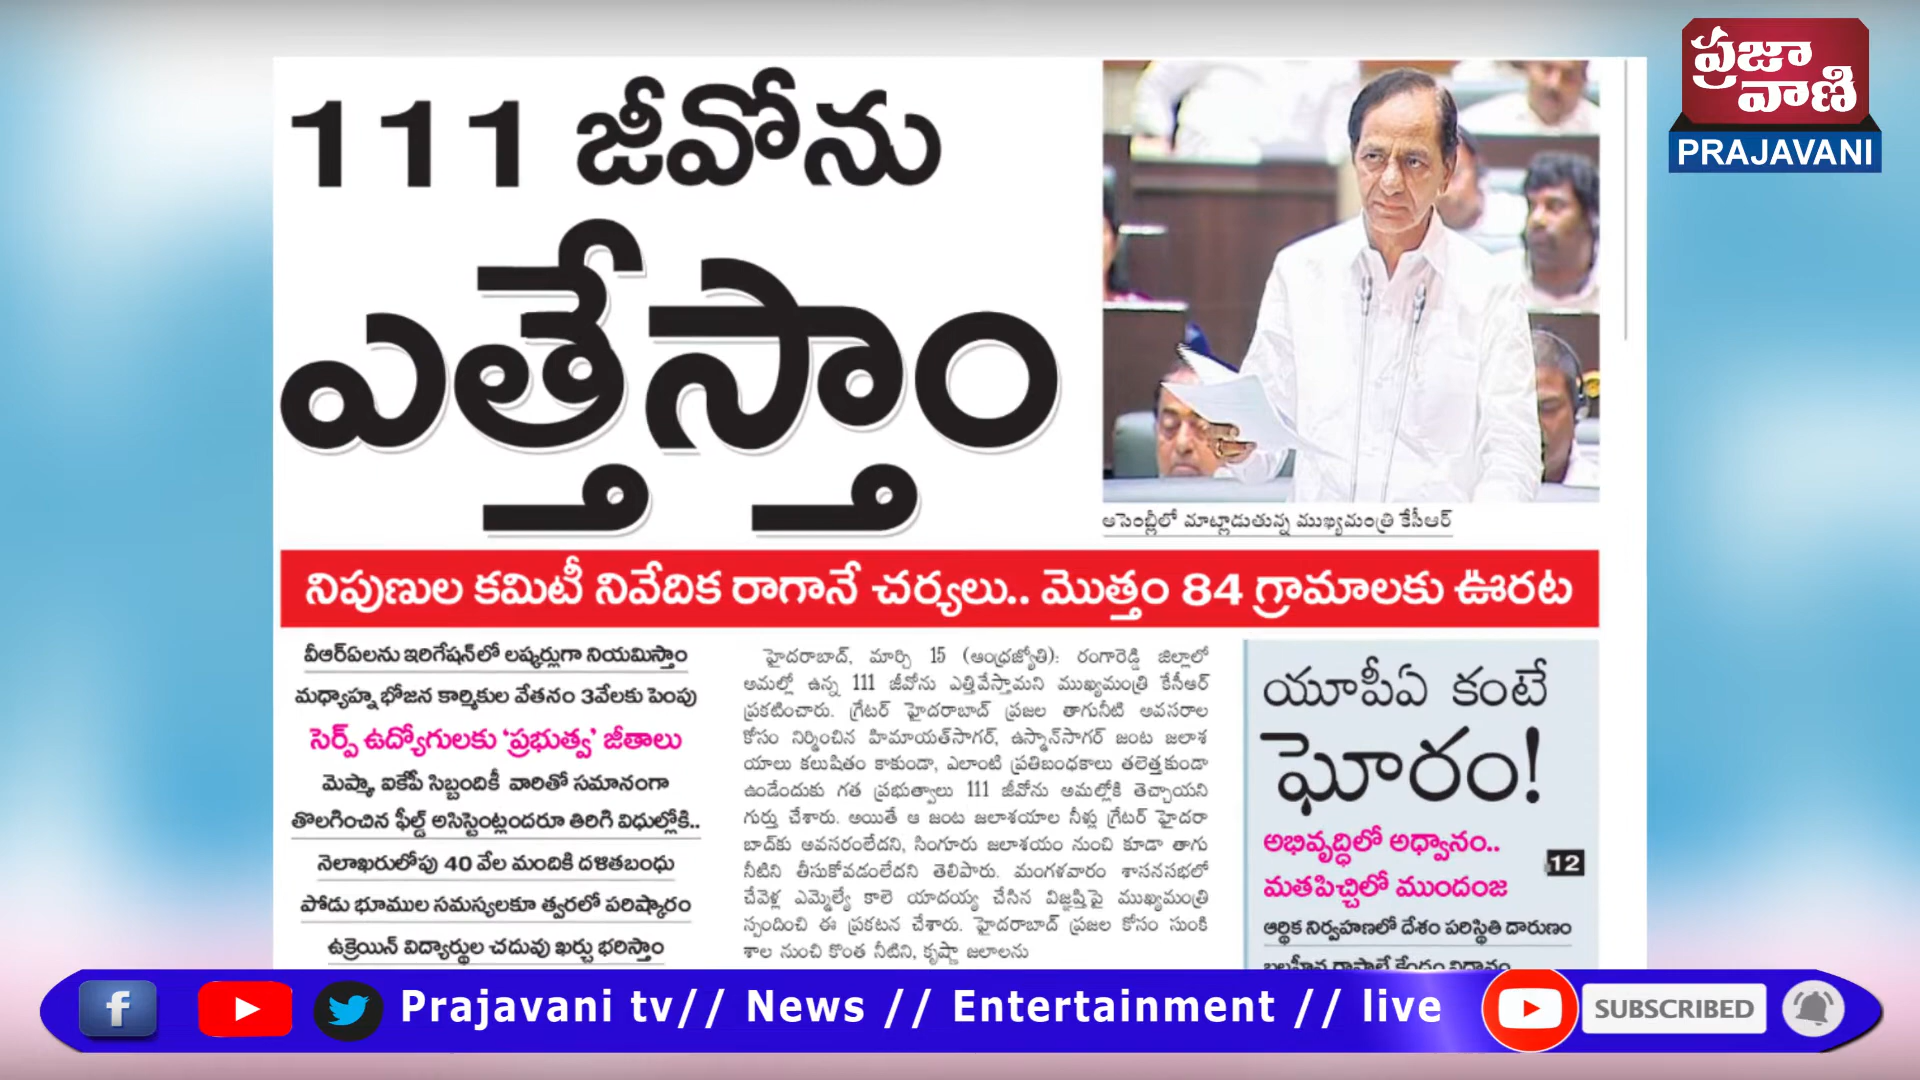 ప్రజా
వాణి
PRAJAVANI
111 జీవోను
ఎత్తేస్తాం
అసెంబ్లీలో మాట్లాడుతున్న ముఖ్యమంత్రి కేసీఆర్
నిపుణుల కమిటీ నివేదిక రాగానే చర్యలు.. మొత్తం 84 గ్రామాలకు ఊరట
వీఆర్ఏలను ఇరిగేషన్‌లో లష్కర్లుగా నియమిస్తాం
మధ్యాహ్న భోజన కార్మికుల వేతనం 3వేలకు పెంపు
సెర్ప్ ఉద్యోగులకు ‘ప్రభుత్వ’ జీతాలు
మెప్మా, ఐకేపీ సిబ్బందికీ వారితో సమానంగా
తొలగించిన ఫీల్డ్ అసిస్టెంట్లందరూ తిరిగి విధుల్లోకి..
నెలాఖరులోపు 40 వేల మందికి దళితబంధు
పోడు భూముల సమస్యలకూ త్వరలో పరిష్కారం
ఉక్రెయిన్ విద్యార్థుల చదువు ఖర్చు భరిస్తాం
హైదరాబాద్, మార్చి 15 (ఆంధ్రజ్యోతి): రంగారెడ్డి జిల్లాలో
అమల్లో ఉన్న 111 జీవోను ఎత్తివేస్తామని ముఖ్యమంత్రి కేసీఆర్
ప్రకటించారు. గ్రేటర్ హైదరాబాద్ ప్రజల తాగునీటి అవసరాల
కోసం నిర్మించిన హిమాయత్‌సాగర్, ఉస్మాన్‌సాగర్ జంట జలాశ
యాలు కలుషితం కాకుండా, ఎలాంటి ప్రతిబంధకాలు తలెత్తకుండా
ఉండేందుకు గత ప్రభుత్వాలు 111 జీవోను అమల్లోకి తెచ్చాయని
గుర్తు చేశారు. అయితే ఆ జంట జలాశయాల నీళ్లు గ్రేటర్ హైదరా
బాద్‌కు అవసరంలేదని, సింగూరు జలాశయం నుంచి కూడా తాగు
నీటిని తీసుకోవడంలేదని తెలిపారు. మంగళవారం శాసనసభలో
చేవెళ్ల ఎమ్మెల్యే కాలె యాదయ్య చేసిన విజ్ఞప్తిపై ముఖ్యమంత్రి
స్పందించి ఈ ప్రకటన చేశారు. హైదరాబాద్ ప్రజల కోసం సుంకి
శాల నుంచి కొంత నీటిని, కృష్ణా జలాలను
యూపీఏ కంటే
ఘోరం!
అభివృద్ధిలో అధ్వానం..
మతపిచ్చిలో ముందంజ
12
ఆర్థిక నిర్వహణలో దేశం పరిస్థితి దారుణం
Prajavani tv// News // Entertainment // live
SUBSCRIBED